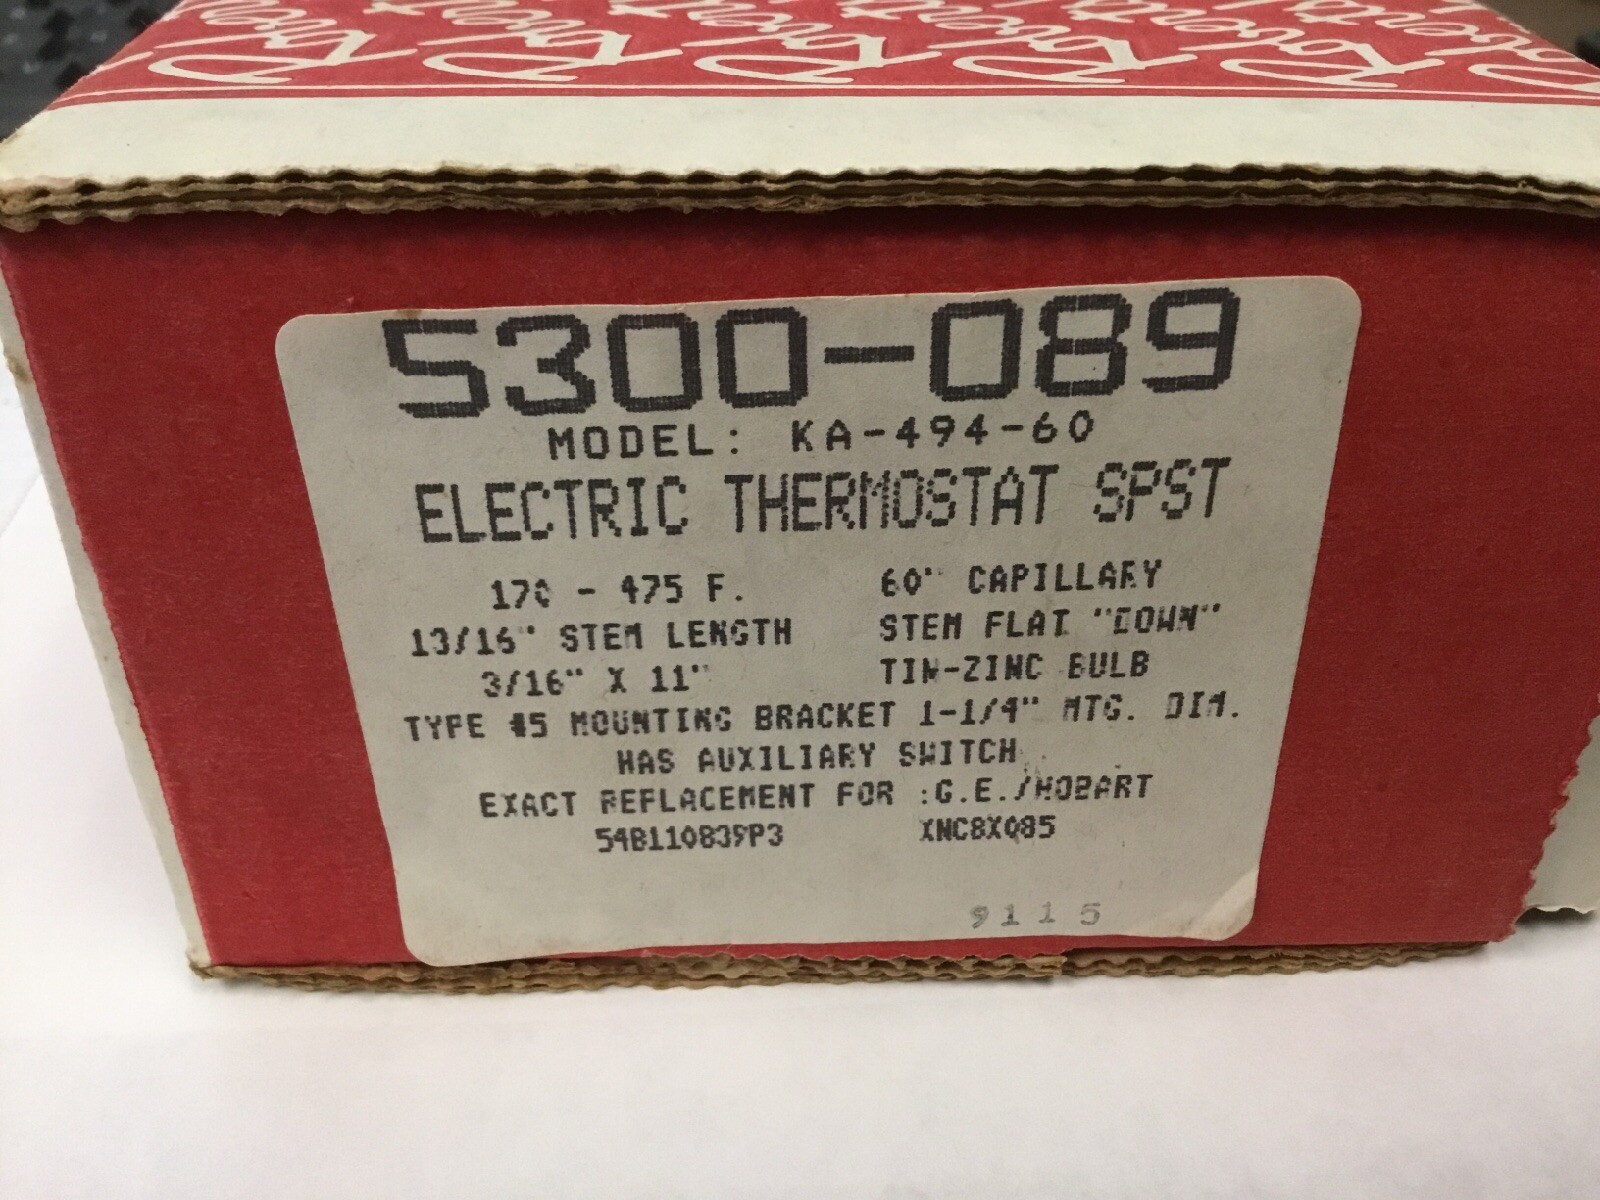 5300-089
MODEL: KA-494-60
ELECTRIC THERMOSTAT SPST
170 - 475 F. 60" CAPILLARY
13/16" STEM LENGTH STEM FLAT "DOWN"
3/16" X 11" TIN-ZINC BULB
TYPE #5 MOUNTING BRACKET 1-1/4" MTG. DIM.
HAS AUXILIARY SWITCH
EXACT REPLACEMENT FOR :G.E./HOBART
54B110839P3 XNC8X085
9115